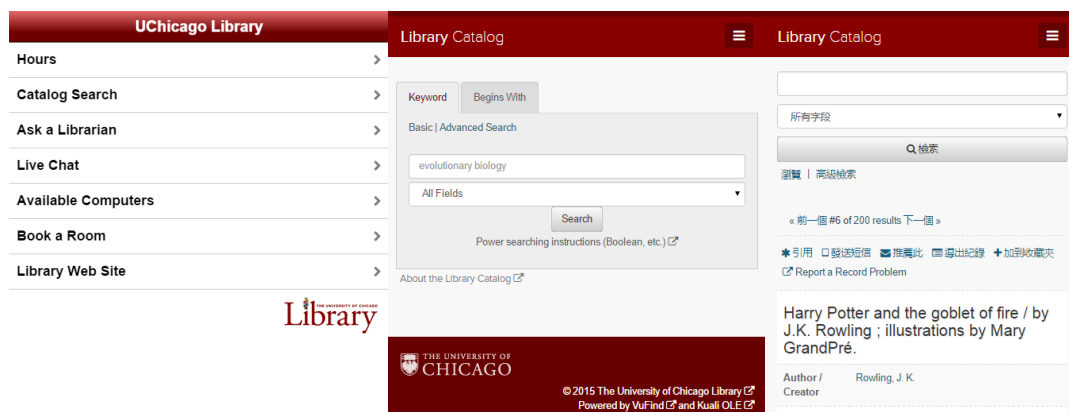 UChicago Library
Hours
Catalog Search
Ask a Librarian
Live Chat
Available Computers
Book a Room
Library Web Site
THE UNIVERSITY OF CHICAGO
Library
Library Catalog
Keyword Begins With
Basic | Advanced Search
evolutionary biology
All Fields
Search
Power searching instructions (Boolean, etc.)
About the Library Catalog
THE UNIVERSITY OF
CHICAGO
© 2015 The University of Chicago Library
Powered by VuFind and Kuali OLE
Library Catalog
所有字段
檢索
瀏覽 | 高級檢索
« 前一個 #6 of 200 results 下一個 »
引用 發送短信 推薦此 導出紀錄 加到收藏夾
Report a Record Problem
Harry Potter and the goblet of fire / by
J.K. Rowling ; illustrations by Mary
GrandPré.
Author / Rowling, J. K.
Creator